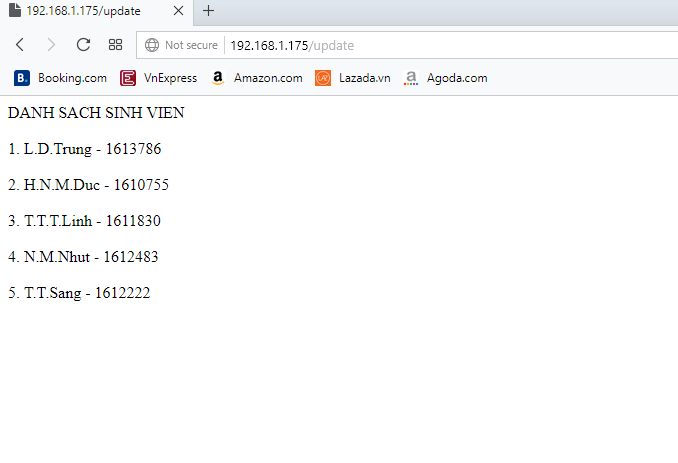 192.168.1.175/update
Not secure 192.168.1.175/update
B. Booking.com E VnExpress a Amazon.com LAZ Lazada.vn a Agoda.com
DANH SACH SINH VIEN
1. L.D.Trung - 1613786
2. H.N.M.Duc - 1610755
3. T.T.T.Linh - 1611830
4. N.M.Nhut - 1612483
5. T.T.Sang - 1612222